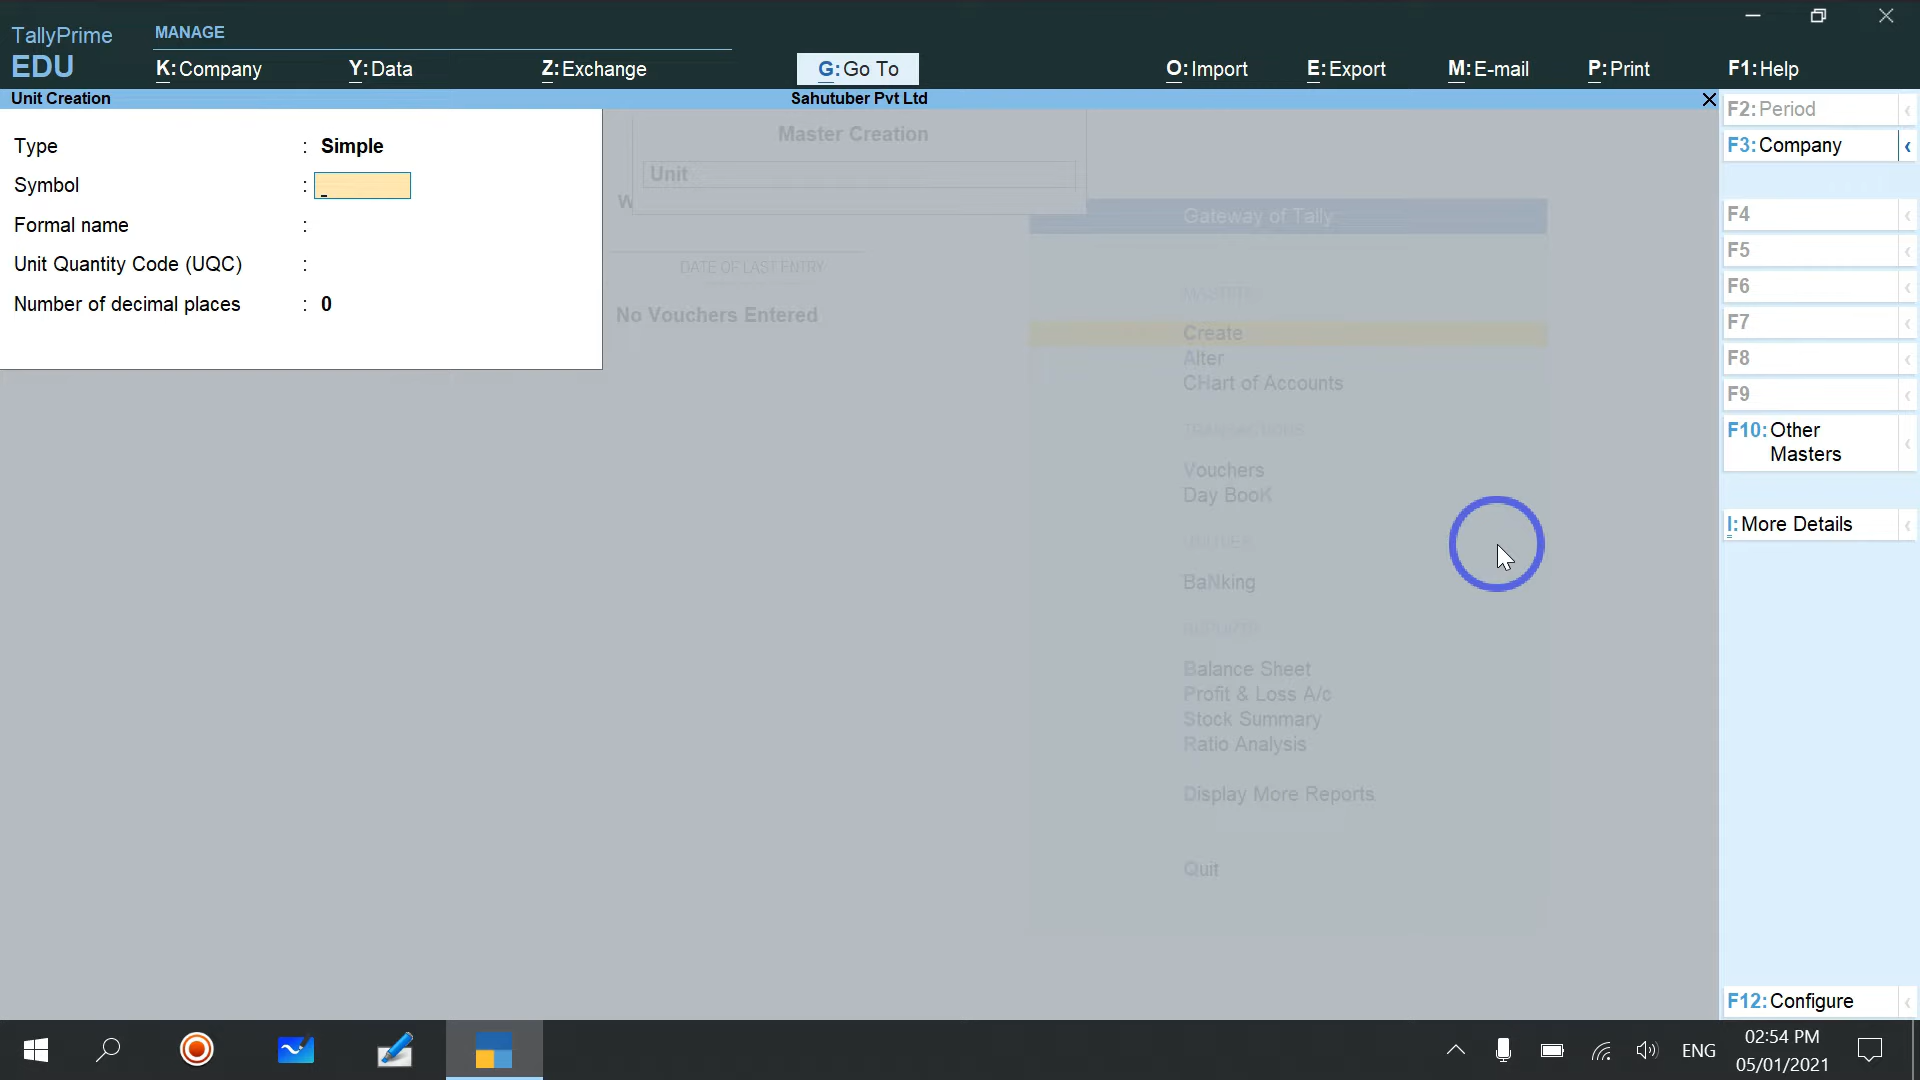 TallyPrime
EDU
MANAGE
K:Company
Y:Data
Z:Exchange
G:Go To
O:Import
E:Export
M:E-mail
P:Print
F1:Help
Unit Creation
Sahutuber Pvt Ltd
Type : Simple
Symbol :
Formal name :
Unit Quantity Code (UQC) :
Number of decimal places : 0
Master Creation
Unit
DATE OF LAST ENTRY
No Vouchers Entered
Gateway of Tally
MASTERS
Create
Alter
CHart of Accounts
TRANSACTIONS
Vouchers
Day BooK
UTILITIES
BaNking
REPORTS
Balance Sheet
Profit & Loss A/c
Stock Summary
Ratio Analysis
Display More Reports
Quit
F2:Period
F3:Company
F4
F5
F6
F7
F8
F9
F10:Other
Masters
I:More Details
F12:Configure
ENG
02:54 PM
05/01/2021